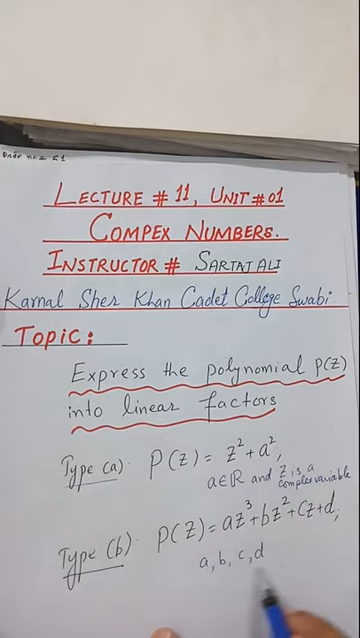 LECTURE # 11, UNIT #01
COMPEX NUMBERS.
INSTRUCTOR # SARTAJ ALI
Karnal Sher Khan Cadet College Swabi
TOPIC:
Express the polynomial P(Z)
into linear factors
Type (a) P(Z) = Z²+a²,
a∈ℝ and Z is a
complex variable
Type (b) P(Z) = aZ³+bZ²+CZ+d,
a, b, c, d